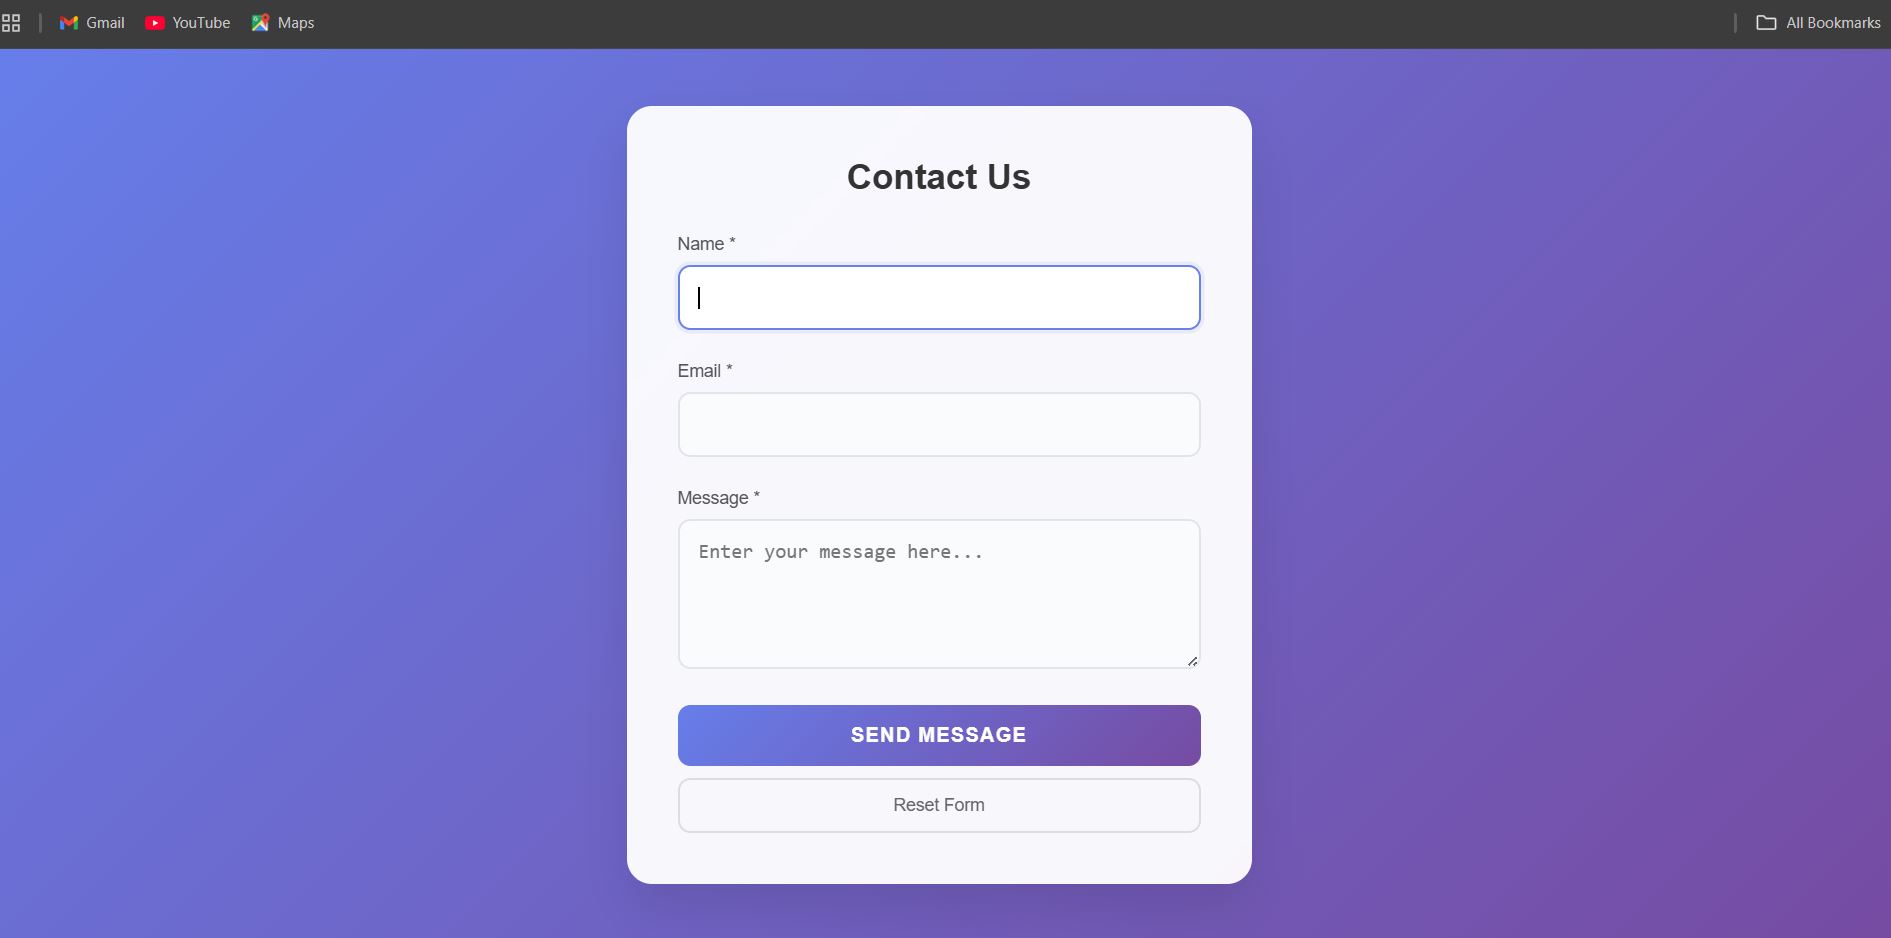 Gmail YouTube Maps All Bookmarks
Contact Us
Name *
Email *
Message *
Enter your message here...
SEND MESSAGE
Reset Form